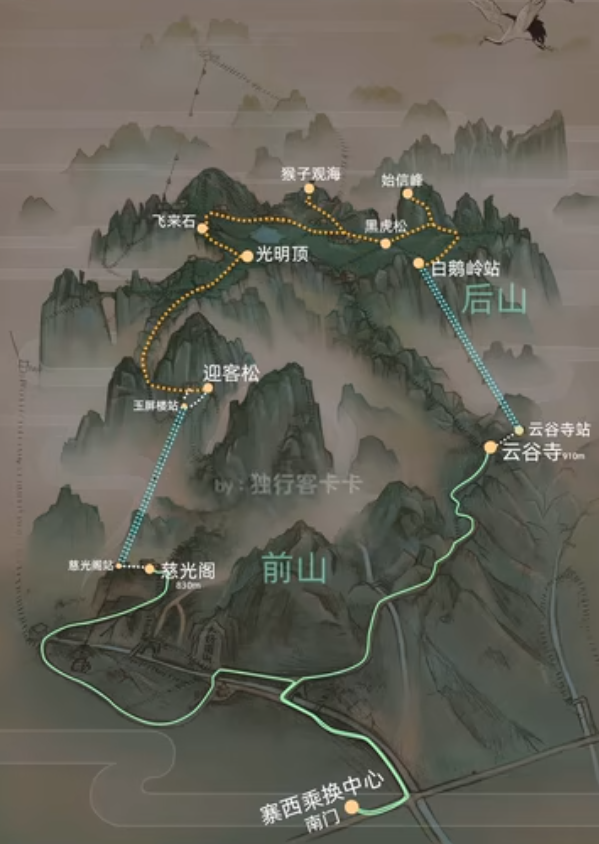 猴子观海
始信峰
飞来石
黑虎松
光明顶
白鹅岭站
后山
迎客松
玉屏楼站
云谷寺站
云谷寺 910m
by：独行客卡卡
慈光阁站
慈光阁
830m
前山
寨西乘换中心
南门